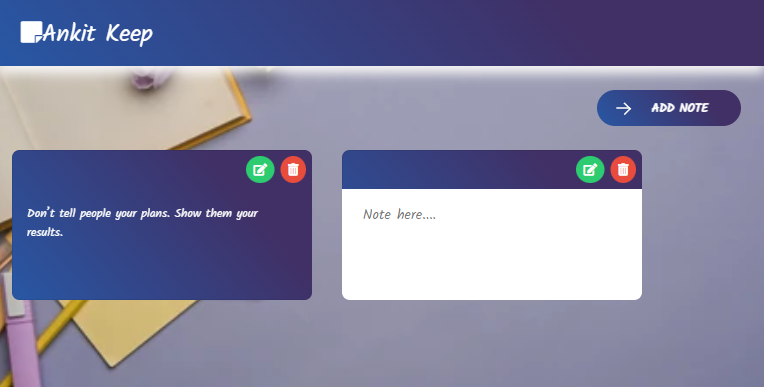 Ankit Keep
ADD NOTE
Don't tell people your plans. Show them your
results.
Note here....